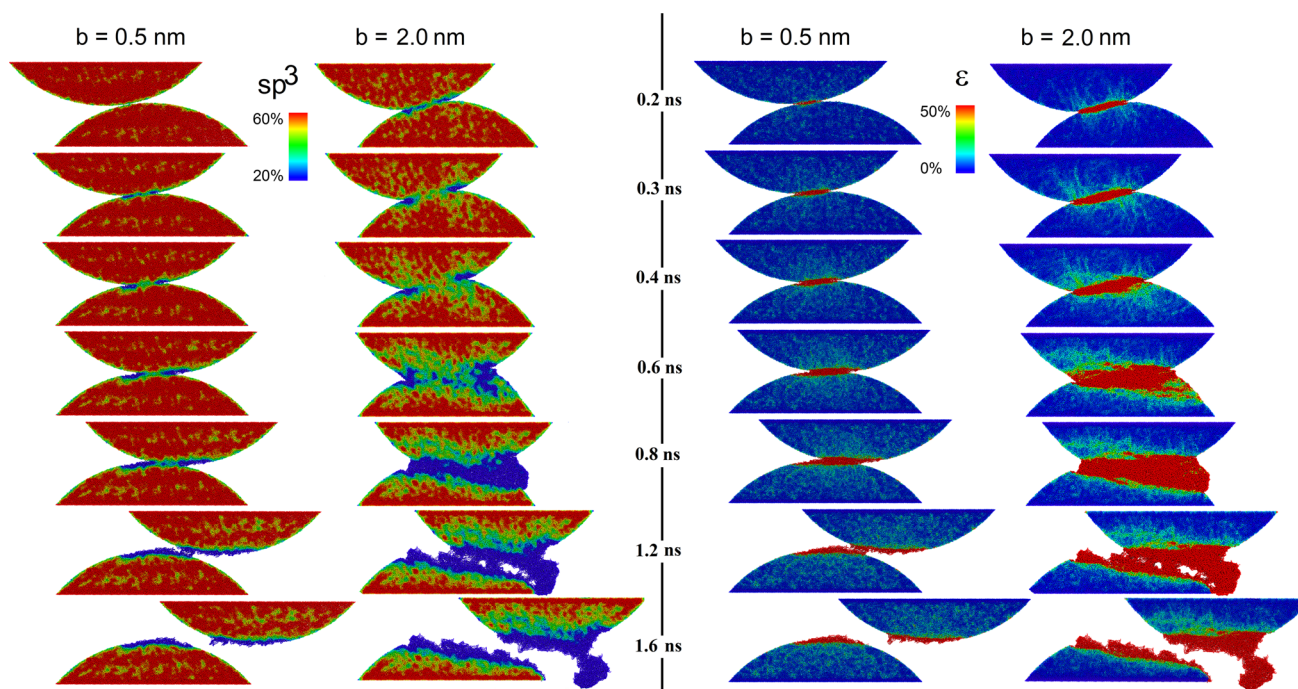 b = 0.5 nm
b = 2.0 nm
b = 0.5 nm
b = 2.0 nm
sp3
60%
20%
ε
50%
0%
0.2 ns
0.3 ns
0.4 ns
0.6 ns
0.8 ns
1.2 ns
1.6 ns